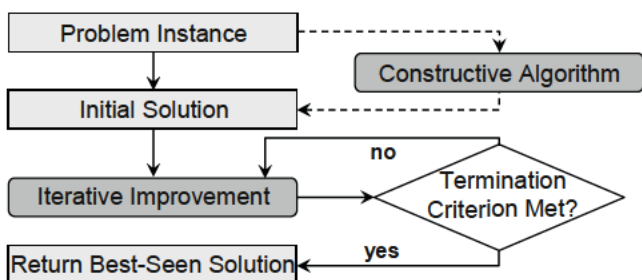 Problem Instance
Constructive Algorithm
Initial Solution
no
Iterative Improvement
Termination
Criterion Met?
yes
Return Best-Seen Solution